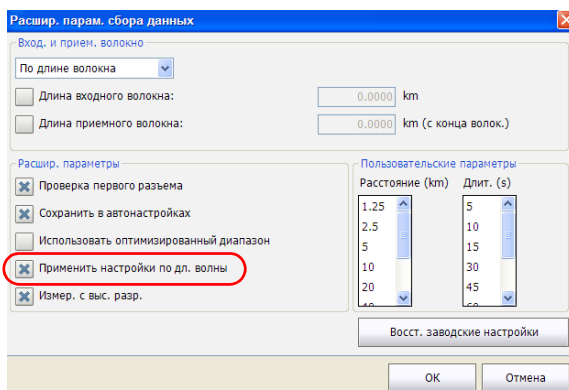 Расшир. парам. сбора данных
Вход. и прием. волокно
По длине волокна
Длина входного волокна: 0.0000 km
Длина приемного волокна: 0.0000 km (с конца волок.)
Расшир. параметры
Проверка первого разъема
Сохранить в автонастройках
Использовать оптимизированный диапазон
Применить настройки по дл. волны
Измер. с выс. разр.
Пользовательские параметры
Расстояние (km) Длит. (s)
1.25 5
2.5 10
5 15
10 30
20 45
Восст. заводские настройки
ОК Отмена